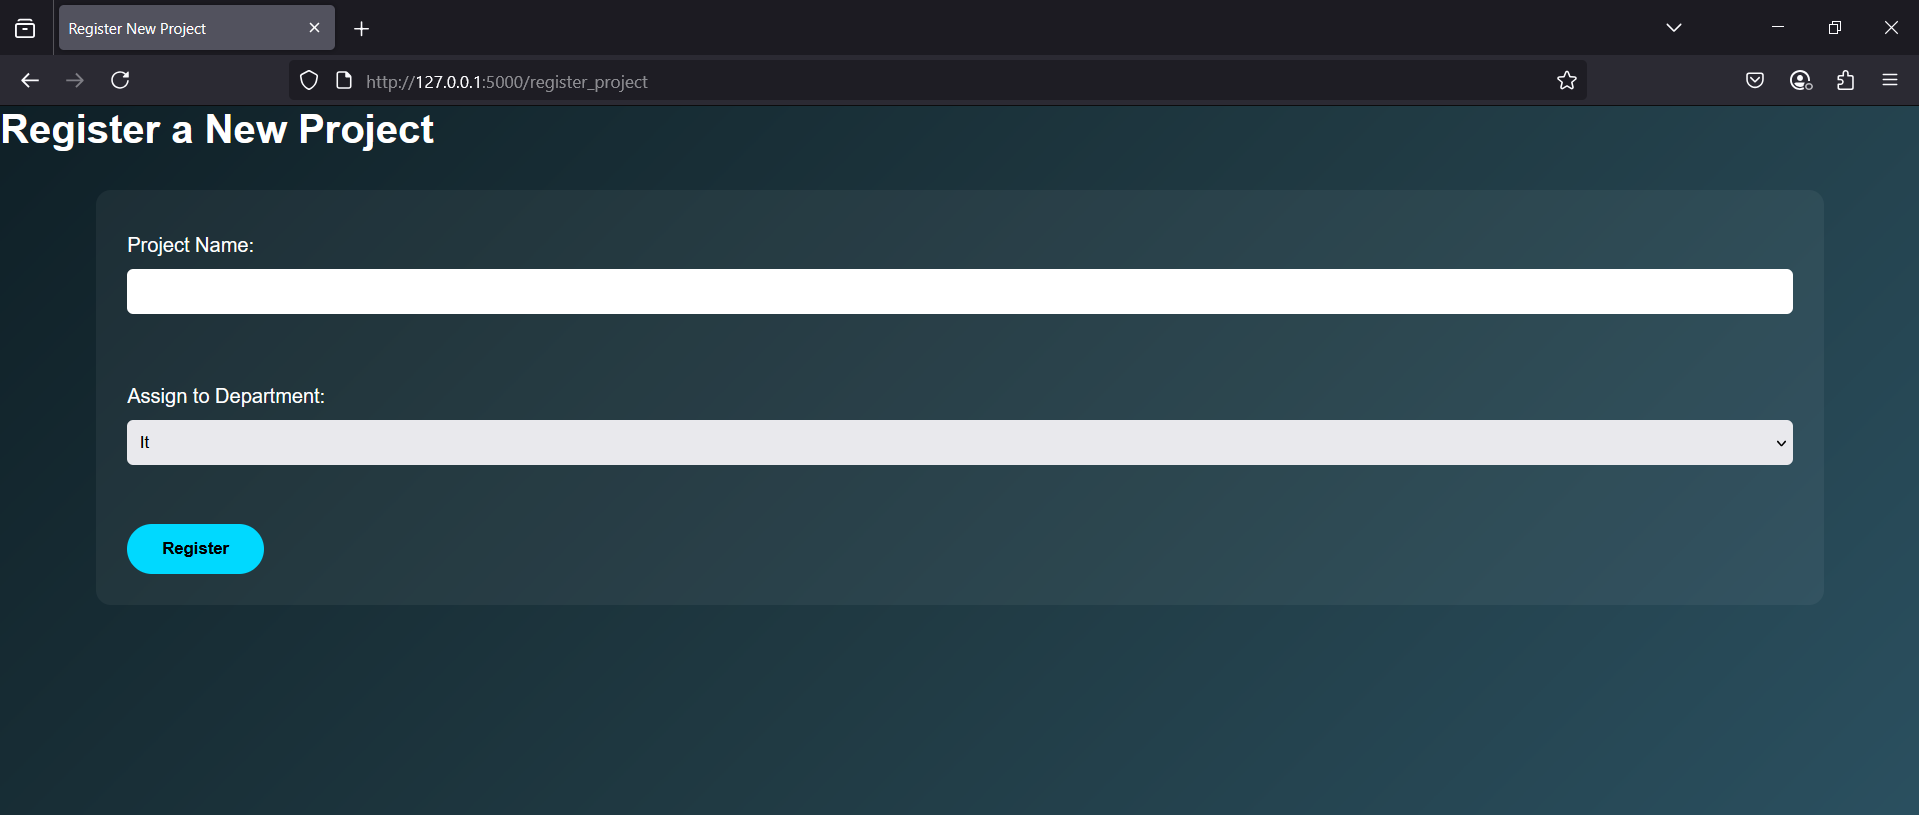 Register New Project
http://127.0.0.1:5000/register_project
Register a New Project
Project Name:
Assign to Department:
It
Register